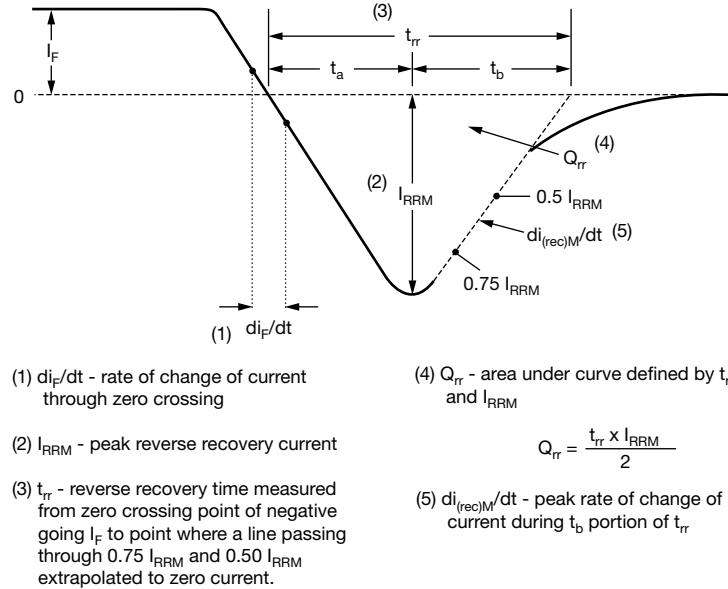 (3)
t_rr
I_F
t_a
t_b
0
(4)
Q_rr
(2)
I_RRM
0.5 I_RRM
di_(rec)M/dt (5)
0.75 I_RRM
(1) di_F/dt
(1) di_F/dt - rate of change of current
through zero crossing
(2) I_RRM - peak reverse recovery current
(3) t_rr - reverse recovery time measured
from zero crossing point of negative
going I_F to point where a line passing
through 0.75 I_RRM and 0.50 I_RRM
extrapolated to zero current.
(4) Q_rr - area under curve defined by
and I_RRM
Q_rr = t_rr x I_RRM
2
(5) di_(rec)M/dt - peak rate of change of
current during t_b portion of t_rr